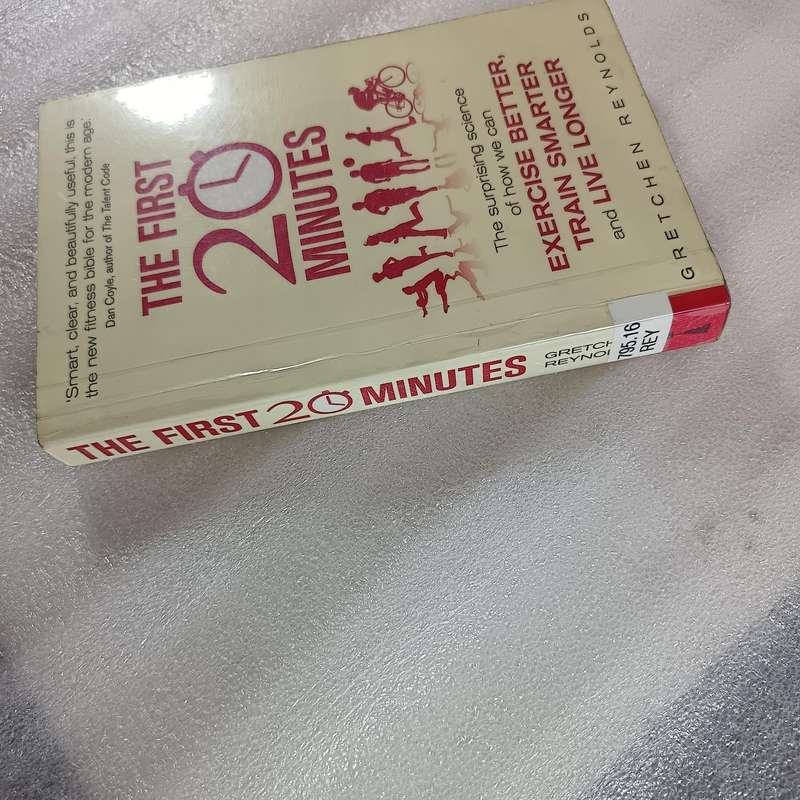 'Smart, clear, and beautifully useful, this is
the new fitness bible for the modern age.'
Dan Coyle, author of The Talent Code
THE FIRST
20
MINUTES
The surprising science
of how we can
EXERCISE BETTER,
TRAIN SMARTER
and LIVE LONGER
GRETCHEN REYNOLDS
THE FIRST 20 MINUTES
GRETCH
REYNOL
795.16
REY